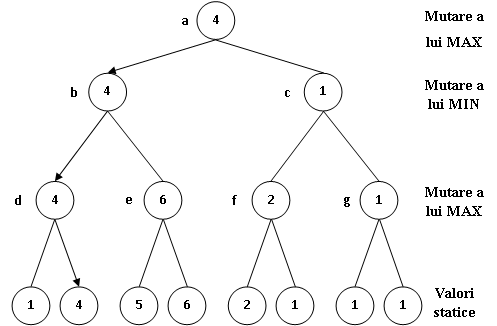 a 4 Mutare a
lui MAX
b 4 c 1 Mutare a
lui MIN
d 4 e 6 f 2 g 1 Mutare a
lui MAX
1 4 5 6 2 1 1 1 Valori
statice